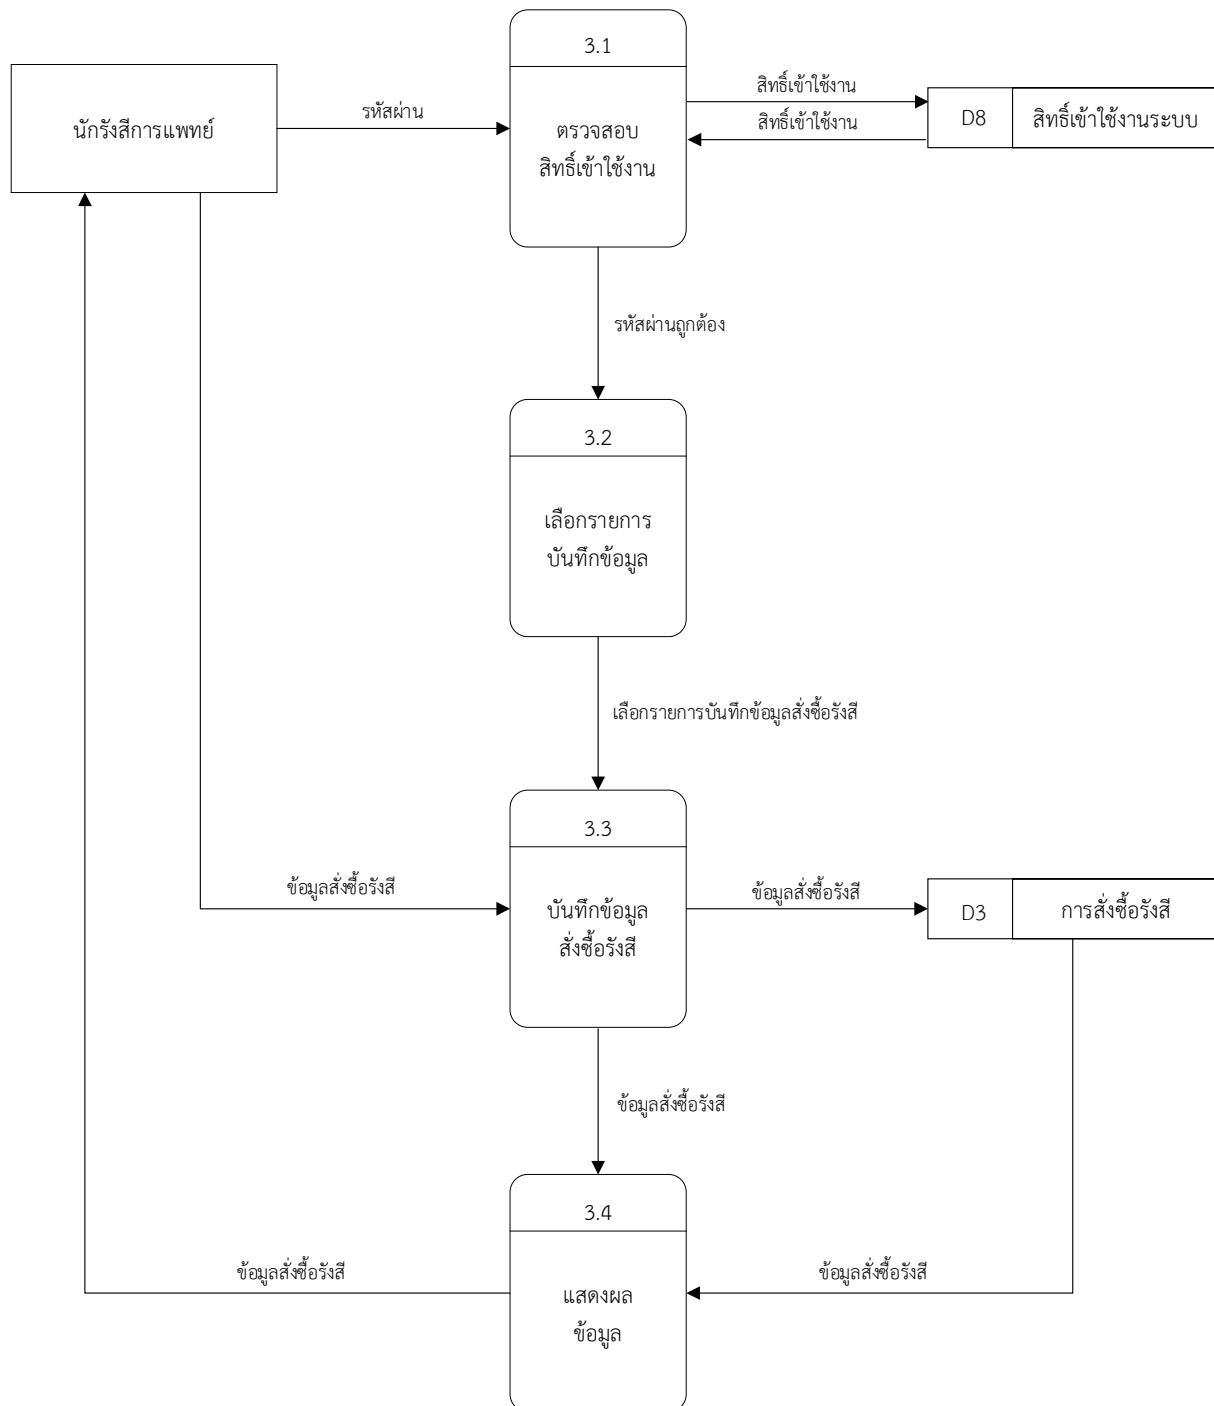 3.1
นักรังสีการแพทย์
รหัสผ่าน
ตรวจสอบ
สิทธิ์เข้าใช้งาน
สิทธิ์เข้าใช้งาน
สิทธิ์เข้าใช้งาน
D8
สิทธิ์เข้าใช้งานระบบ
รหัสผ่านถูกต้อง
3.2
เลือกรายการ
บันทึกข้อมูล
เลือกรายการบันทึกข้อมูลสั่งซื้อรังสี
3.3
ข้อมูลสั่งซื้อรังสี
บันทึกข้อมูล
สั่งซื้อรังสี
ข้อมูลสั่งซื้อรังสี
D3
การสั่งซื้อรังสี
ข้อมูลสั่งซื้อรังสี
3.4
ข้อมูลสั่งซื้อรังสี
แสดงผล
ข้อมูล
ข้อมูลสั่งซื้อรังสี